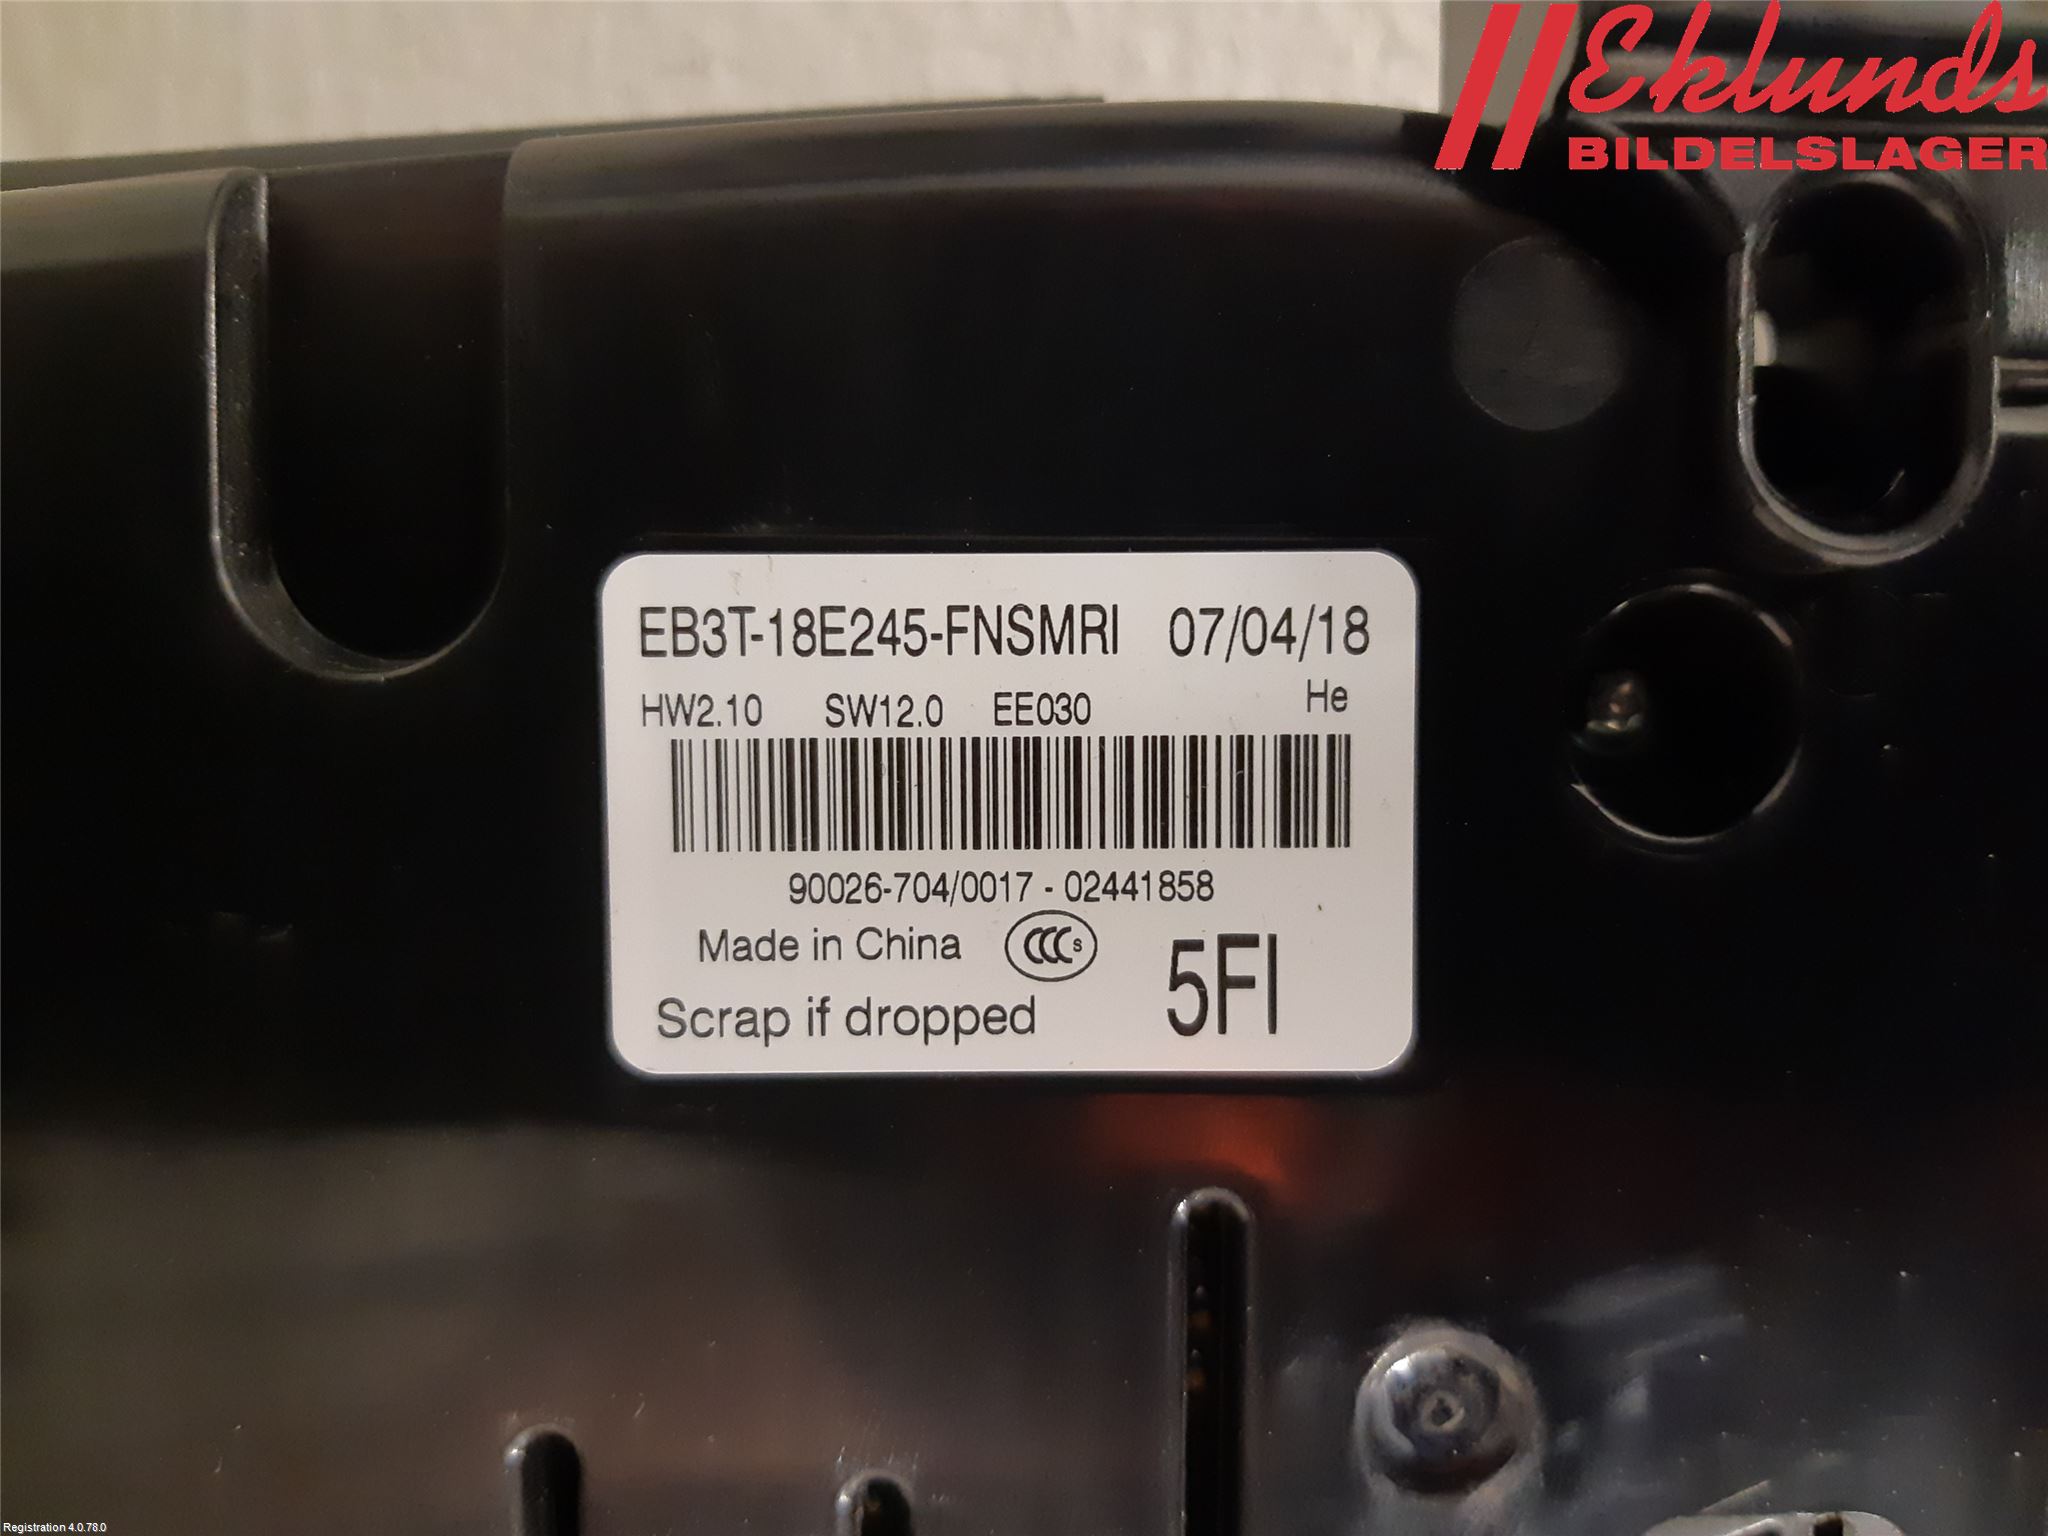 Eklunds
BILDELSLAGER
EB3T-18E245-FNSMRI 07/04/18
HW2.10 SW12.0 EE030 He
90026-704/0017 - 02441858
Made in China CCC S 5FI
Scrap if dropped
Registration 4.0.78.0